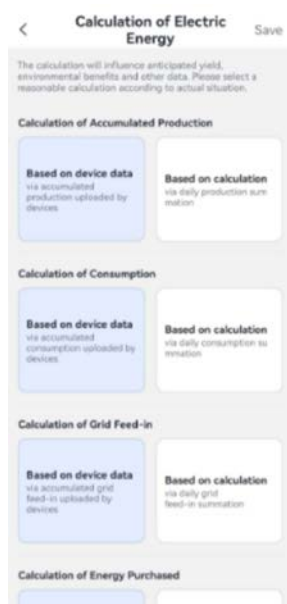 Calculation of Electric
Energy
Save
The calculation will influence anticipated yield,
environmental benefits and other data. Please select a
reasonable calculation according to actual situation.
Calculation of Accumulated Production
Based on device data
via accumulated
production uploaded by
devices
Based on calculation
via daily production sum
mation
Calculation of Consumption
Based on device data
via accumulated
consumption uploaded by
devices
Based on calculation
via daily consumption su
mmation
Calculation of Grid Feed-in
Based on device data
via accumulated grid
feed-in uploaded by
devices
Based on calculation
via daily grid
feed-in summation
Calculation of Energy Purchased